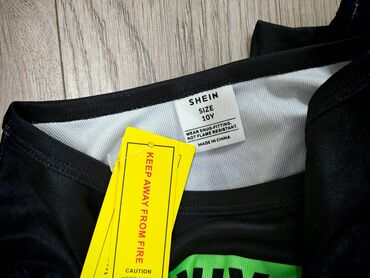 SHEIN
SIZE
10Y
WEAR SNUG-FITTING,
NOT FLAME RESISTANT
MADE IN CHINA
KEEP AWAY FROM FIRE
CAUTION